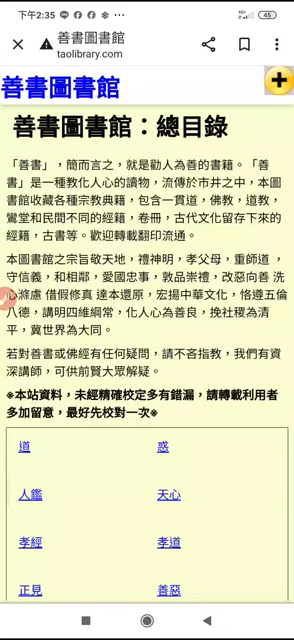 下午2:35
45
善書圖書館
taolibrary.com
善書圖書館
善書圖書館：總目錄
「善書」，簡而言之，就是勸人為善的書籍。「善
書」是一種教化人心的讀物，流傳於市井之中，本圖
書館收藏各種宗教典籍，包含一貫道，佛教，道教，
鸞堂和民間不同的經籍，卷冊，古代文化留存下來的
經籍，古書等。歡迎轉載翻印流通。
本圖書館之宗旨敬天地，禮神明，孝父母，重師道 ，
守信義，和相鄰，愛國忠事，敦品崇禮，改惡向善 洗
心滌慮 借假修真 達本還原，宏揚中華文化，恪遵五倫
八德，講明四維綱常，化人心為善良，挽社稷為清
平，冀世界為大同。
若對善書或佛經有任何疑問，請不吝指教，我們有資
深講師，可供前賢大眾解疑。
※本站資料，未經精確校定多有錯漏，請轉載利用者
多加留意，最好先校對一次※
道 惑
人鑑 天心
孝經 孝道
正見 善惡